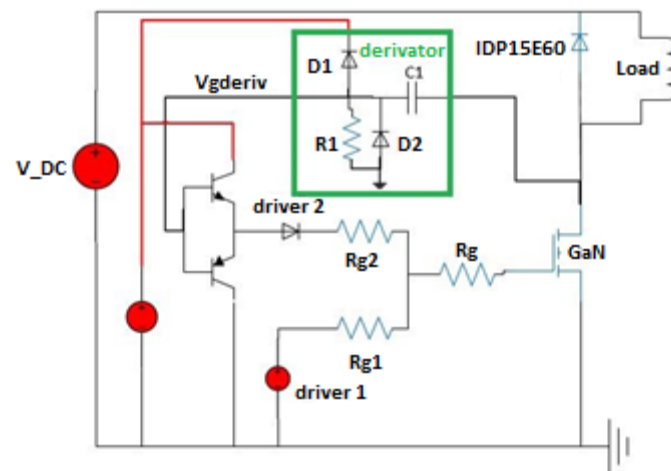 derivator
IDP15E60
D1
C1
Load
Vgderiv
R1
D2
V_DC
driver 2
Rg2
Rg
GaN
Rg1
driver 1